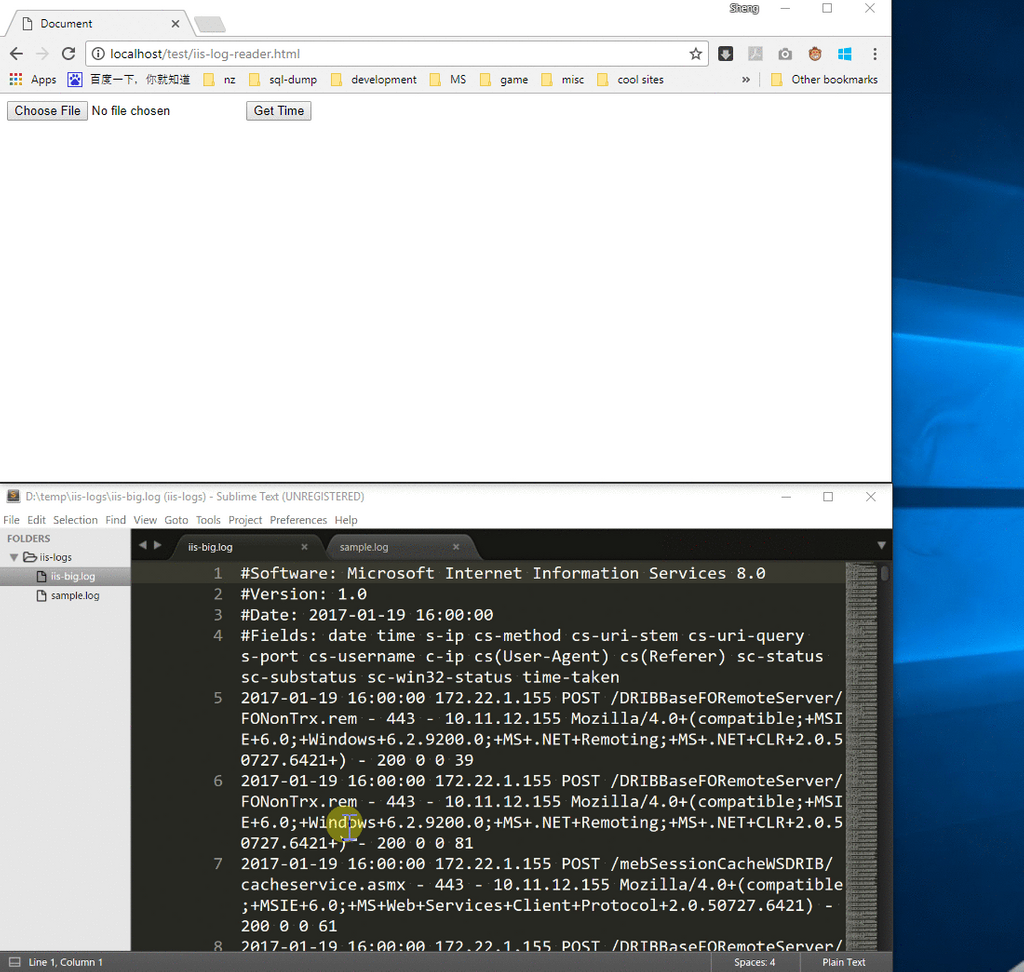 Sheng
Document
localhost/test/iis-log-reader.html
Apps 百度一下，你就知道 nz sql-dump development MS game misc cool sites » Other bookmarks
Choose File No file chosen Get Time
D:\temp\iis-logs\iis-big.log (iis-logs) - Sublime Text (UNREGISTERED)
File Edit Selection Find View Goto Tools Project Preferences Help
FOLDERS
iis-logs
iis-big.log
sample.log
iis-big.log sample.log
1 #Software: Microsoft Internet Information Services 8.0
2 #Version: 1.0
3 #Date: 2017-01-19 16:00:00
4 #Fields: date time s-ip cs-method cs-uri-stem cs-uri-query
s-port cs-username c-ip cs(User-Agent) cs(Referer) sc-status
sc-substatus sc-win32-status time-taken
5 2017-01-19 16:00:00 172.22.1.155 POST /DRIBBaseFORemoteServer/
FONonTrx.rem - 443 - 10.11.12.155 Mozilla/4.0+(compatible;+MSI
E+6.0;+Windows+6.2.9200.0;+MS+.NET+Remoting;+MS+.NET+CLR+2.0.5
0727.6421+) - 200 0 0 39
6 2017-01-19 16:00:00 172.22.1.155 POST /DRIBBaseFORemoteServer/
FONonTrx.rem - 443 - 10.11.12.155 Mozilla/4.0+(compatible;+MSI
E+6.0;+Windows+6.2.9200.0;+MS+.NET+Remoting;+MS+.NET+CLR+2.0.5
0727.6421+) - 200 0 0 81
7 2017-01-19 16:00:00 172.22.1.155 POST /mebSessionCacheWSDRIB/
cacheservice.asmx - 443 - 10.11.12.155 Mozilla/4.0+(compatible
;+MSIE+6.0;+MS+Web+Services+Client+Protocol+2.0.50727.6421) -
200 0 0 61
8 2017-01-19 16:00:00 172.22.1.155 POST /DRIBBaseFORemoteServer/
Line 1, Column 1 Spaces: 4 Plain Text